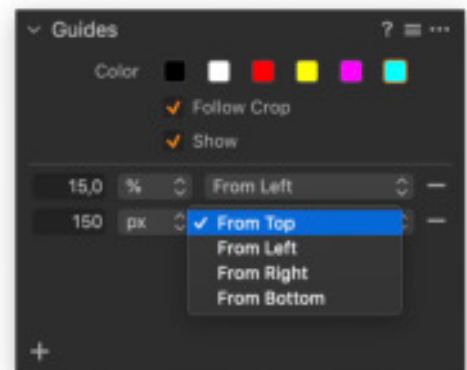 Guides ?
Color
Follow Crop
Show
15,0 % From Left
150 px From Top
From Left
From Right
From Bottom